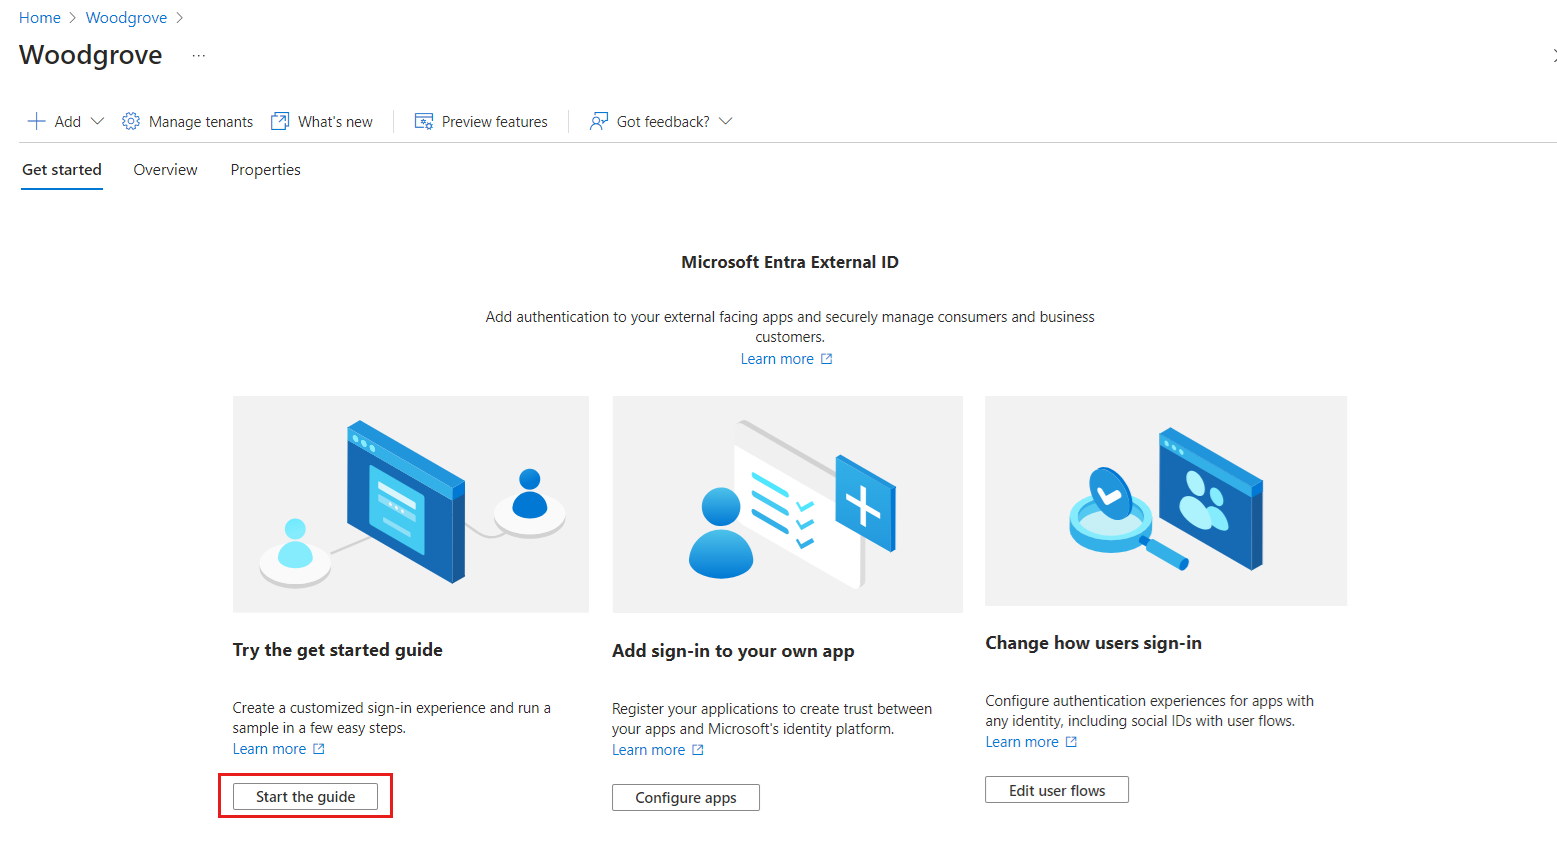 Home > Woodgrove >
Woodgrove ...
Add Manage tenants What's new Preview features Got feedback?
Get started Overview Properties
Microsoft Entra External ID
Add authentication to your external facing apps and securely manage consumers and business
customers.
Learn more
Try the get started guide
Create a customized sign-in experience and run a
sample in a few easy steps.
Learn more
Start the guide
Add sign-in to your own app
Register your applications to create trust between
your apps and Microsoft's identity platform.
Learn more
Configure apps
Change how users sign-in
Configure authentication experiences for apps with
any identity, including social IDs with user flows.
Learn more
Edit user flows